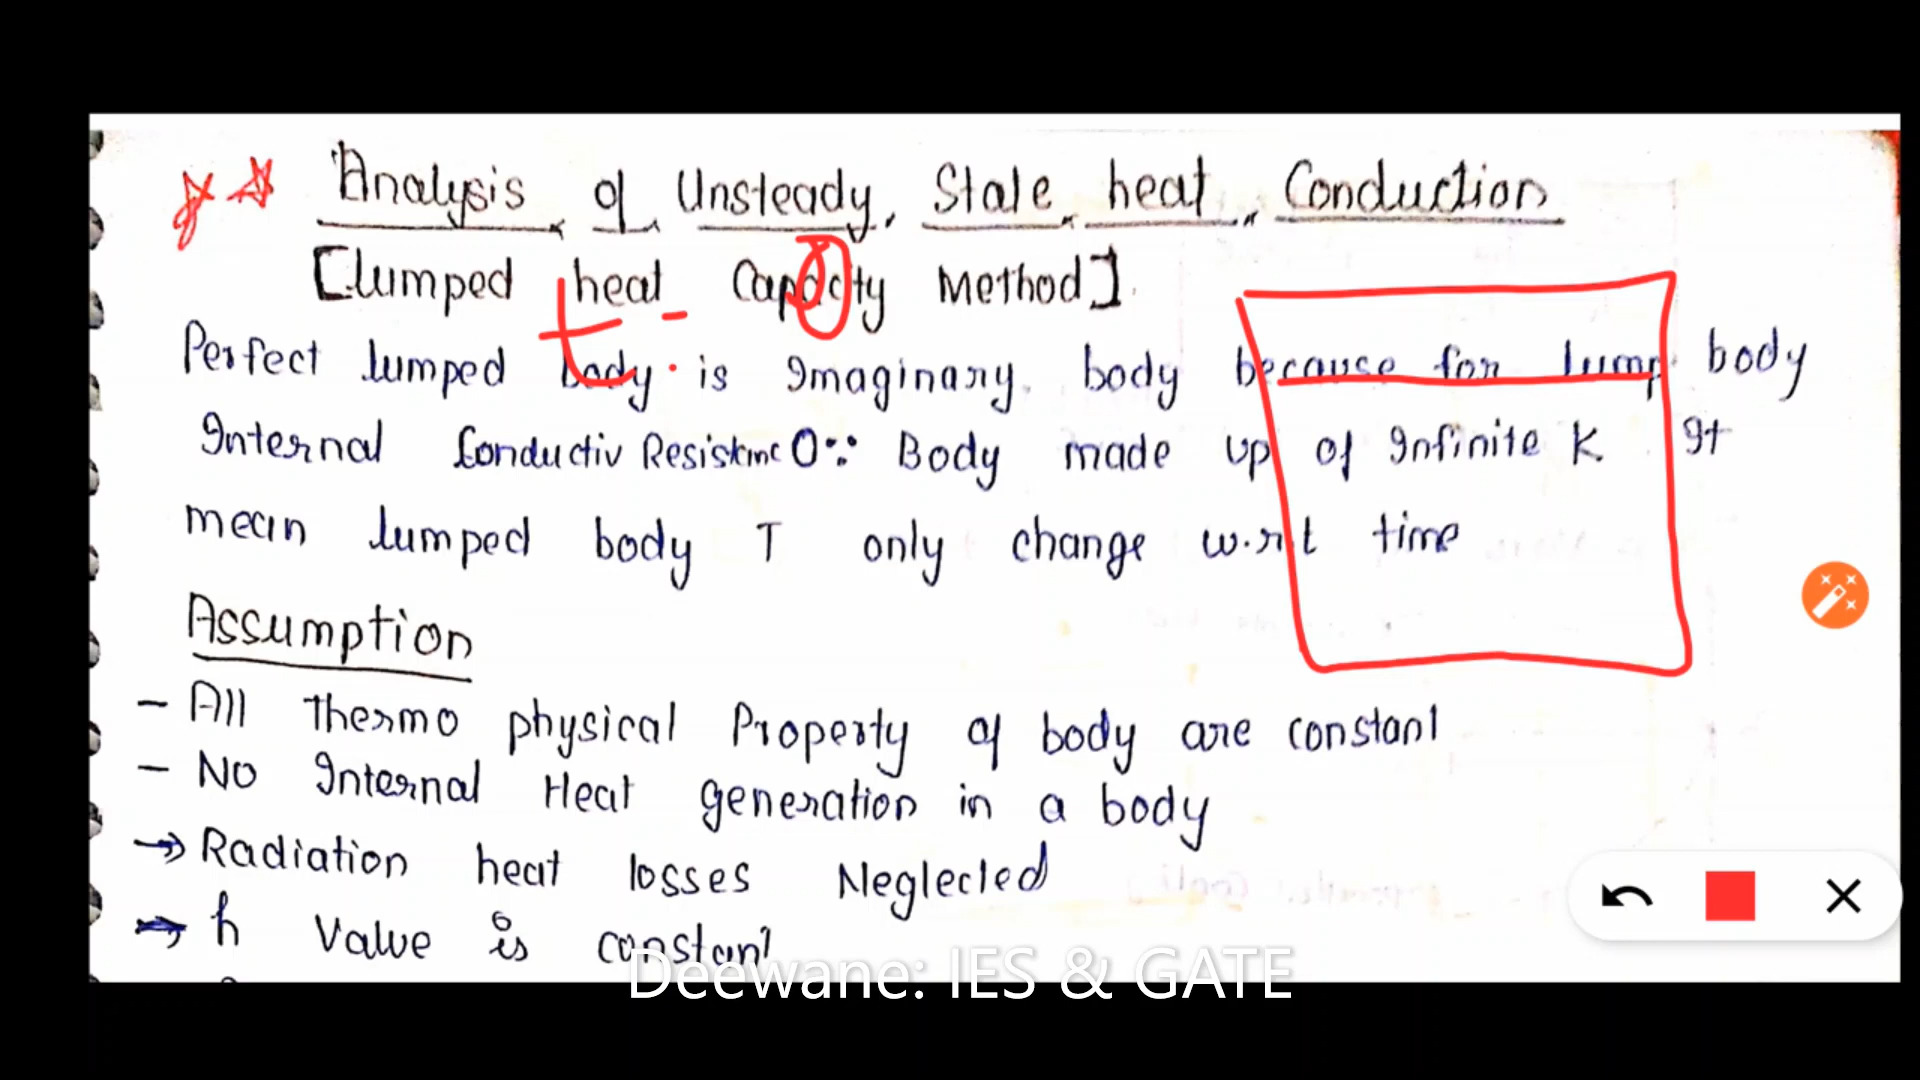 Analysis of Unsteady State heat Conduction
[lumped heat Capacity Method]
Perfect lumped body is Imaginary body because for lump body
Internal Conductiv Resistanc 0 ∵ Body made up of Infinite K It
mean lumped body T only change w.r.t time
Assumption
- All thermo physical Property of body are constant
- No Internal Heat generation in a body
→ Radiation heat losses Neglected
→ h Value is constant
Deewane: IES & GATE